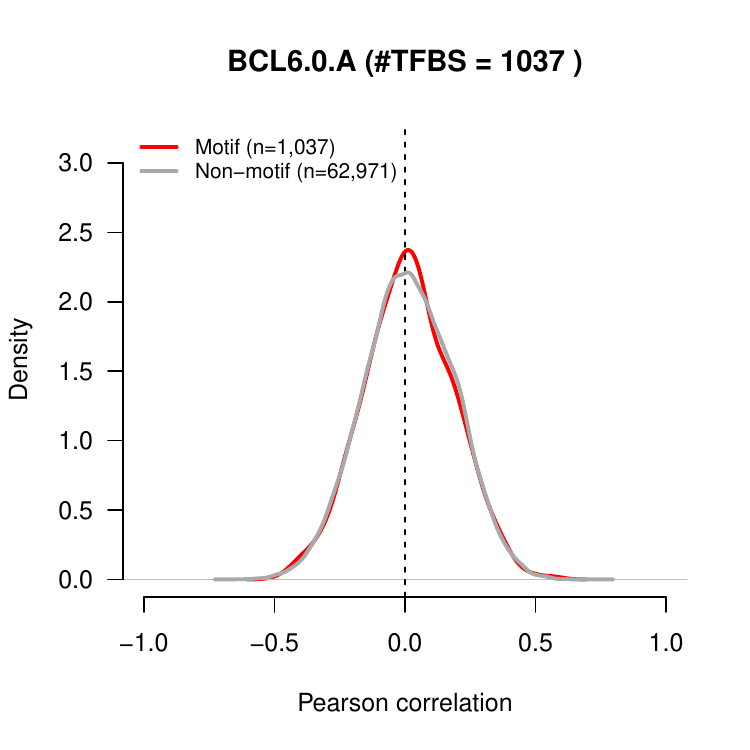 BCL6.0.A (#TFBS = 1037 )
Motif (n=1,037)
Non−motif (n=62,971)
3.0
2.5
2.0
1.5
1.0
0.5
0.0
Density
−1.0 −0.5 0.0 0.5 1.0
Pearson correlation